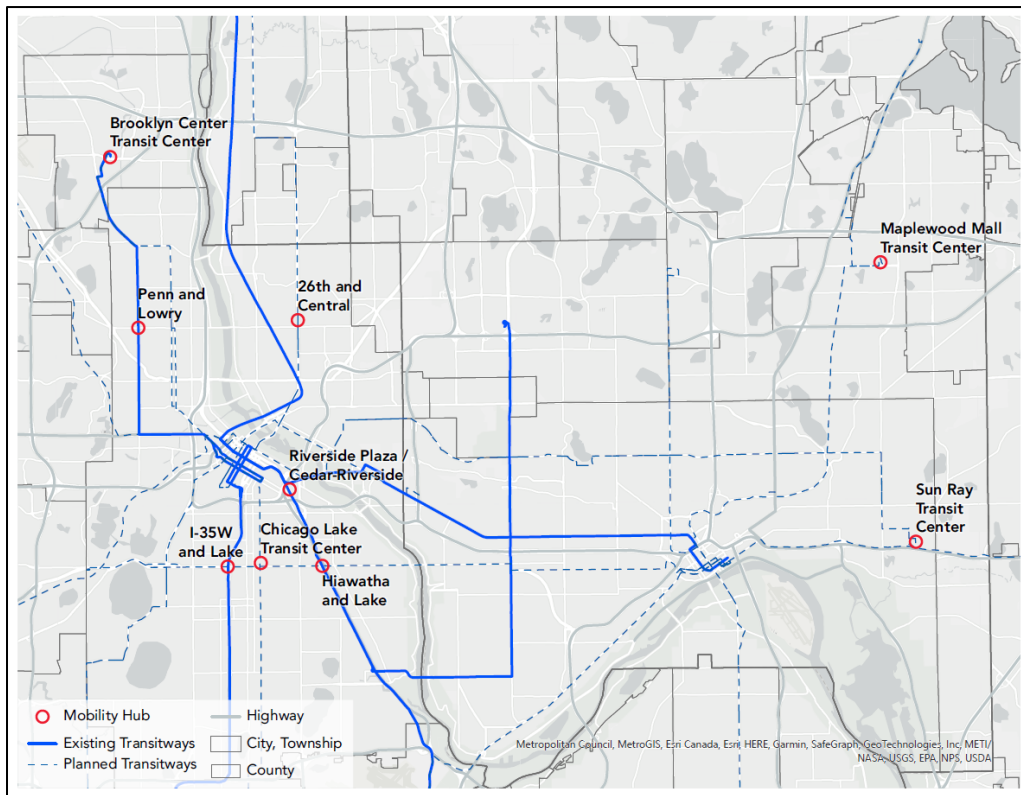 Brooklyn Center
Transit Center
Maplewood Mall
Transit Center
Penn and
Lowry
26th and
Central
Riverside Plaza /
Cedar-Riverside
Sun Ray
Transit
Center
I-35W
and Lake
Chicago Lake
Transit Center
Hiawatha
and Lake
Mobility Hub
Highway
Existing Transitways
City, Township
Planned Transitways
County
Metropolitan Council, MetroGIS, Esri Canada, Esri, HERE, Garmin, SafeGraph, GeoTechnologies, Inc, METI/
NASA, USGS, EPA, NPS, USDA